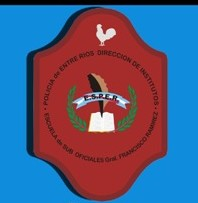 POLICIA de ENTRE RIOS DIRECCION DE INSTITUTOS
E.S.P.E.R.
ESCUELA de SUB OFICIALES Gral. FRANCISCO RAMIREZ